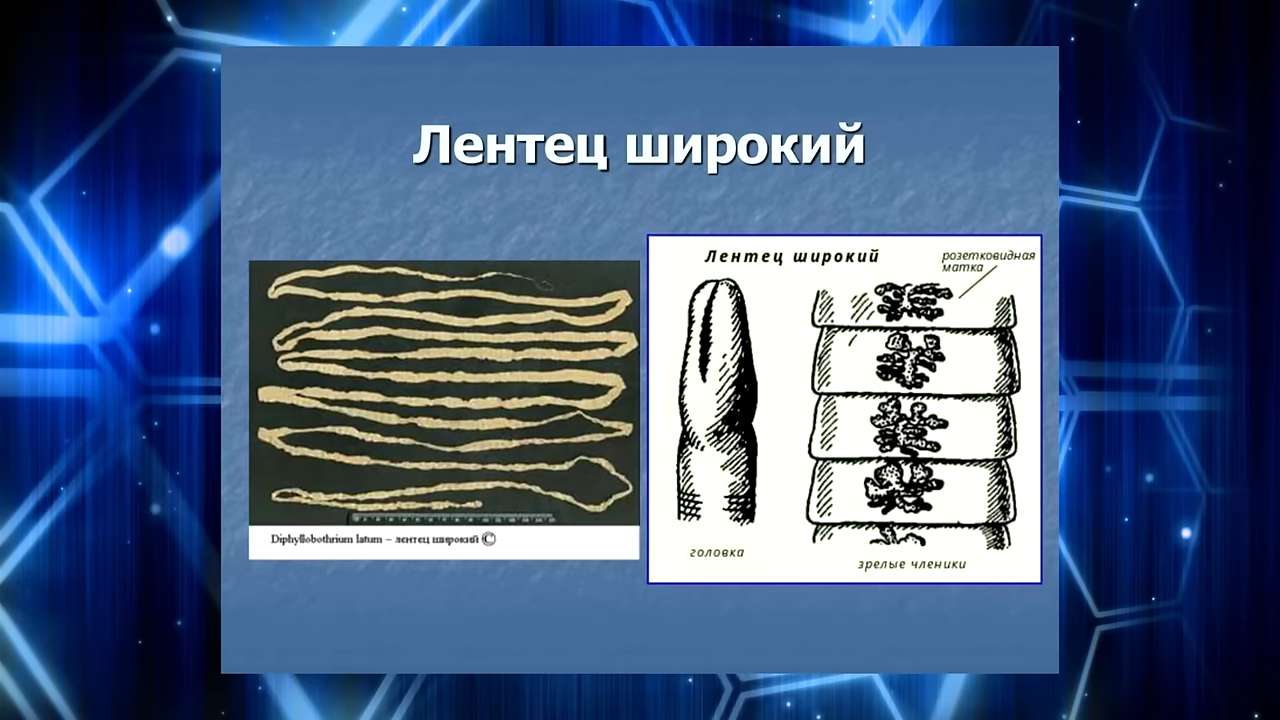 Лентец широкий
Лентец широкий
розетковидная
матка
головка
зрелые членики
Diphyllobothrium latum – лентец широкий ©